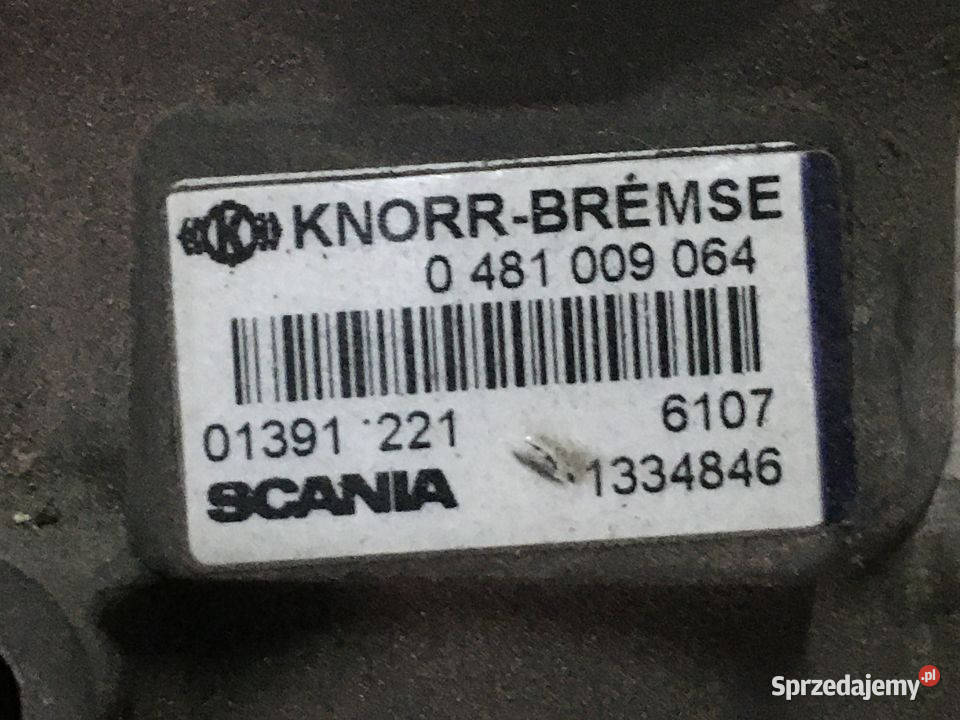 K KNORR-BREMSE
0 481 009 064
01391 221 6107
SCANIA 1334846
Sprzedajemy.pl